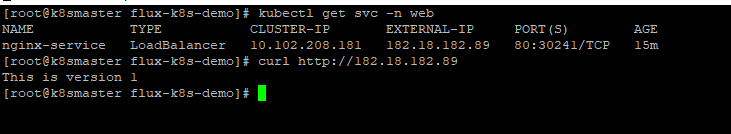 [root@k8smaster flux-k8s-demo]# kubectl get svc -n web
NAME TYPE CLUSTER-IP EXTERNAL-IP PORT(S) AGE
nginx-service LoadBalancer 10.102.208.181 182.18.182.89 80:30241/TCP 15m
[root@k8smaster flux-k8s-demo]# curl http://182.18.182.89
This is version 1
[root@k8smaster flux-k8s-demo]#